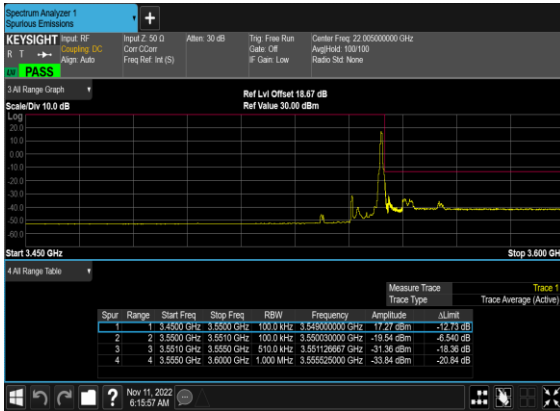 Spectrum Analyzer 1
Spurious Emissions
+
KEYSIGHT Input: RF Input Z: 50 Ω Atten: 30 dB Trig: Free Run Center Freq: 22.005000000 GHz
R T Coupling: DC Corr CCorr Gate: Off Avg|Hold: 100/100
Align: Auto Freq Ref: Int (S) IF Gain: Low Radio Std: None
PASS
3 All Range Graph
Ref Lvl Offset 18.67 dB
Scale/Div 10.0 dB Ref Value 30.00 dBm
Log
20.0
10.0
0.00
-10.0
-20.0
-30.0
-40.0
-50.0
-60.0
Start 3.450 GHz Stop 3.600 GH
4 All Range Table
Measure Trace Trace 1
Trace Type Trace Average (Active)
Spur Range Start Freq Stop Freq RBW Frequency Amplitude ΔLimit
1 1 3.4500 GHz 3.5500 GHz 100.0 kHz 3.549000000 GHz 17.27 dBm -12.73 dB
2 2 3.5500 GHz 3.5510 GHz 100.0 kHz 3.550030000 GHz -19.54 dBm -6.540 dB
3 3 3.5510 GHz 3.5550 GHz 510.0 kHz 3.551126667 GHz -31.36 dBm -18.36 dB
4 4 3.5550 GHz 3.6000 GHz 1.000 MHz 3.555525000 GHz -33.84 dBm -20.84 dB
?
Nov 11, 2022
6:15:57 AM